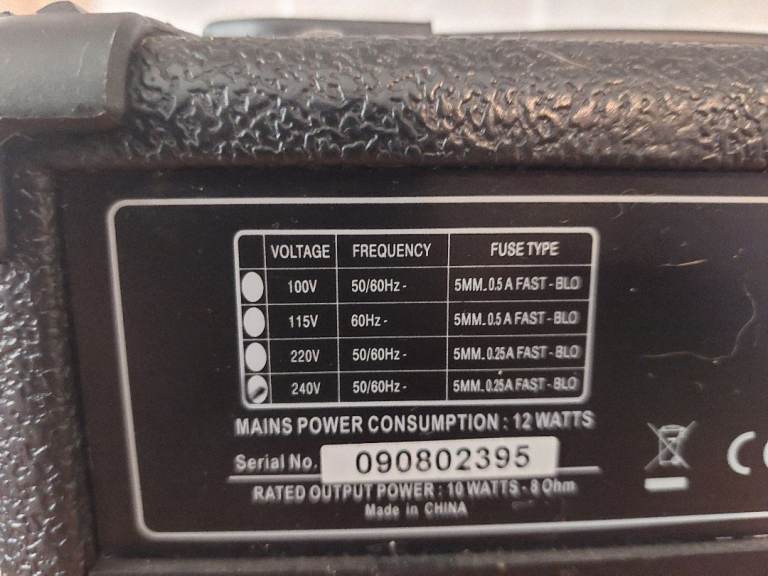 VOLTAGE FREQUENCY FUSE TYPE
100V 50/60Hz - 5MM. 0.5 A FAST - BLO
115V 60Hz - 5MM. 0.5 A FAST - BLO
220V 50/60Hz - 5MM. 0.25A FAST - BLO
240V 50/60Hz - 5MM. 0.25A FAST - BLO
MAINS POWER CONSUMPTION : 12 WATTS
Serial No. 090802395
RATED OUTPUT POWER : 10 WATTS - 8 Ohm
Made in CHINA
CE